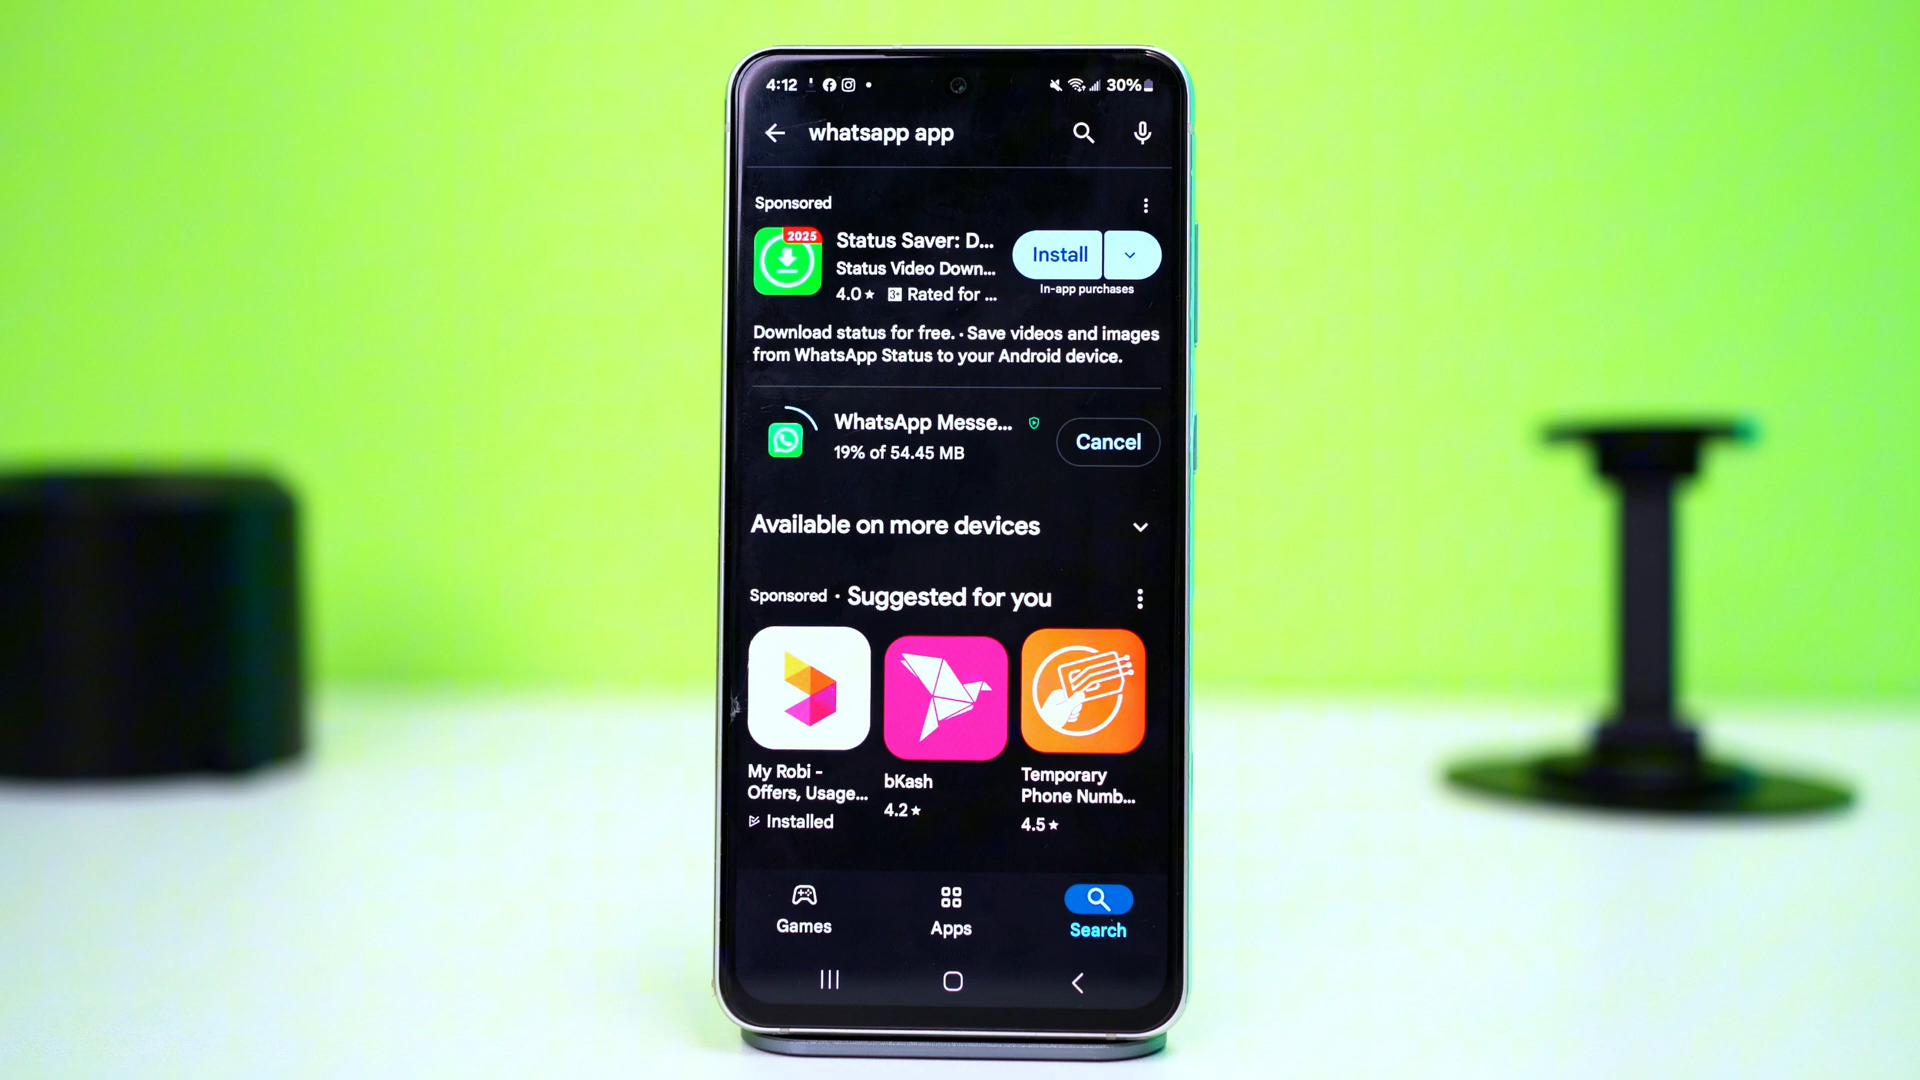 4:12
30%
whatsapp app
Sponsored
2025
Status Saver: D...
Status Video Down...
4.0★ 3+ Rated for ...
Install
In-app purchases
Download status for free. · Save videos and images
from WhatsApp Status to your Android device.
WhatsApp Messe...
19% of 54.45 MB
Cancel
Available on more devices
Sponsored · Suggested for you
My Robi -
Offers, Usage...
Installed
bKash
4.2★
Temporary
Phone Numb...
4.5★
Games
Apps
Search